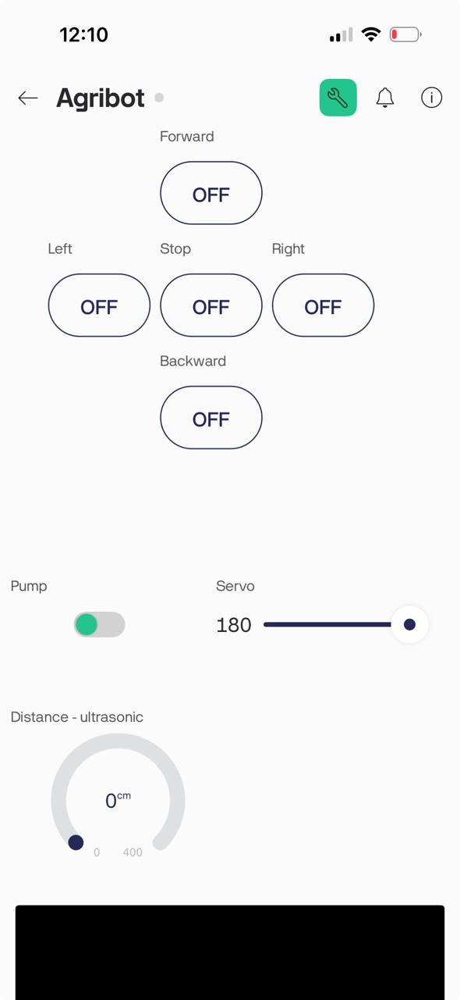 12:10
Agribot
Forward
OFF
Left Stop Right
OFF OFF OFF
Backward
OFF
Pump Servo
180
Distance - ultrasonic
0cm
0 400